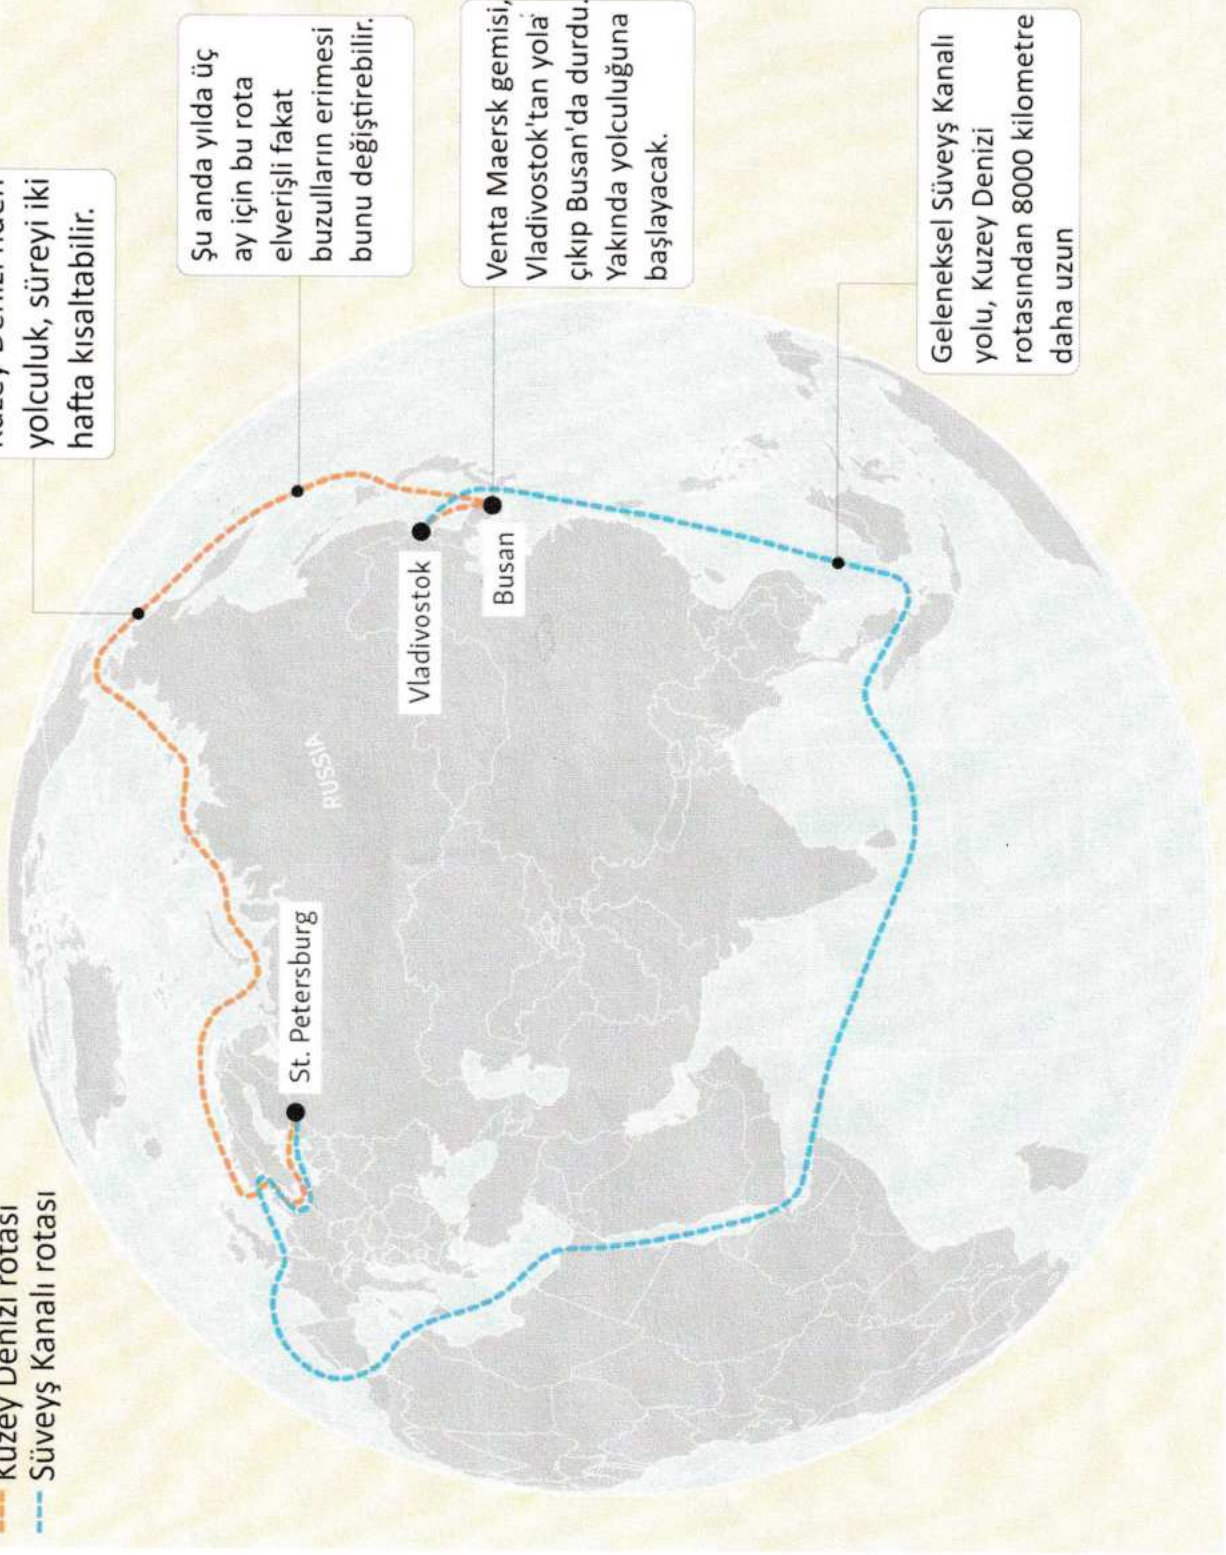 Kuzey Denizi rotası
Süveyş Kanalı rotası
yolculuk, süreyi iki
hafta kısaltabilir.
Şu anda yılda üç
ay için bu rota
elverişli fakat
buzulların erimesi
bunu değiştirebilir.
Venta Maersk gemisi,
Vladivostok'tan yola
çıkıp Busan'da durdu.
Yakında yolculuğuna
başlayacak.
Geleneksel Süveyş Kanalı
yolu, Kuzey Denizi
rotasından 8000 kilometre
daha uzun
RUSSIA
St. Petersburg
Vladivostok
Busan